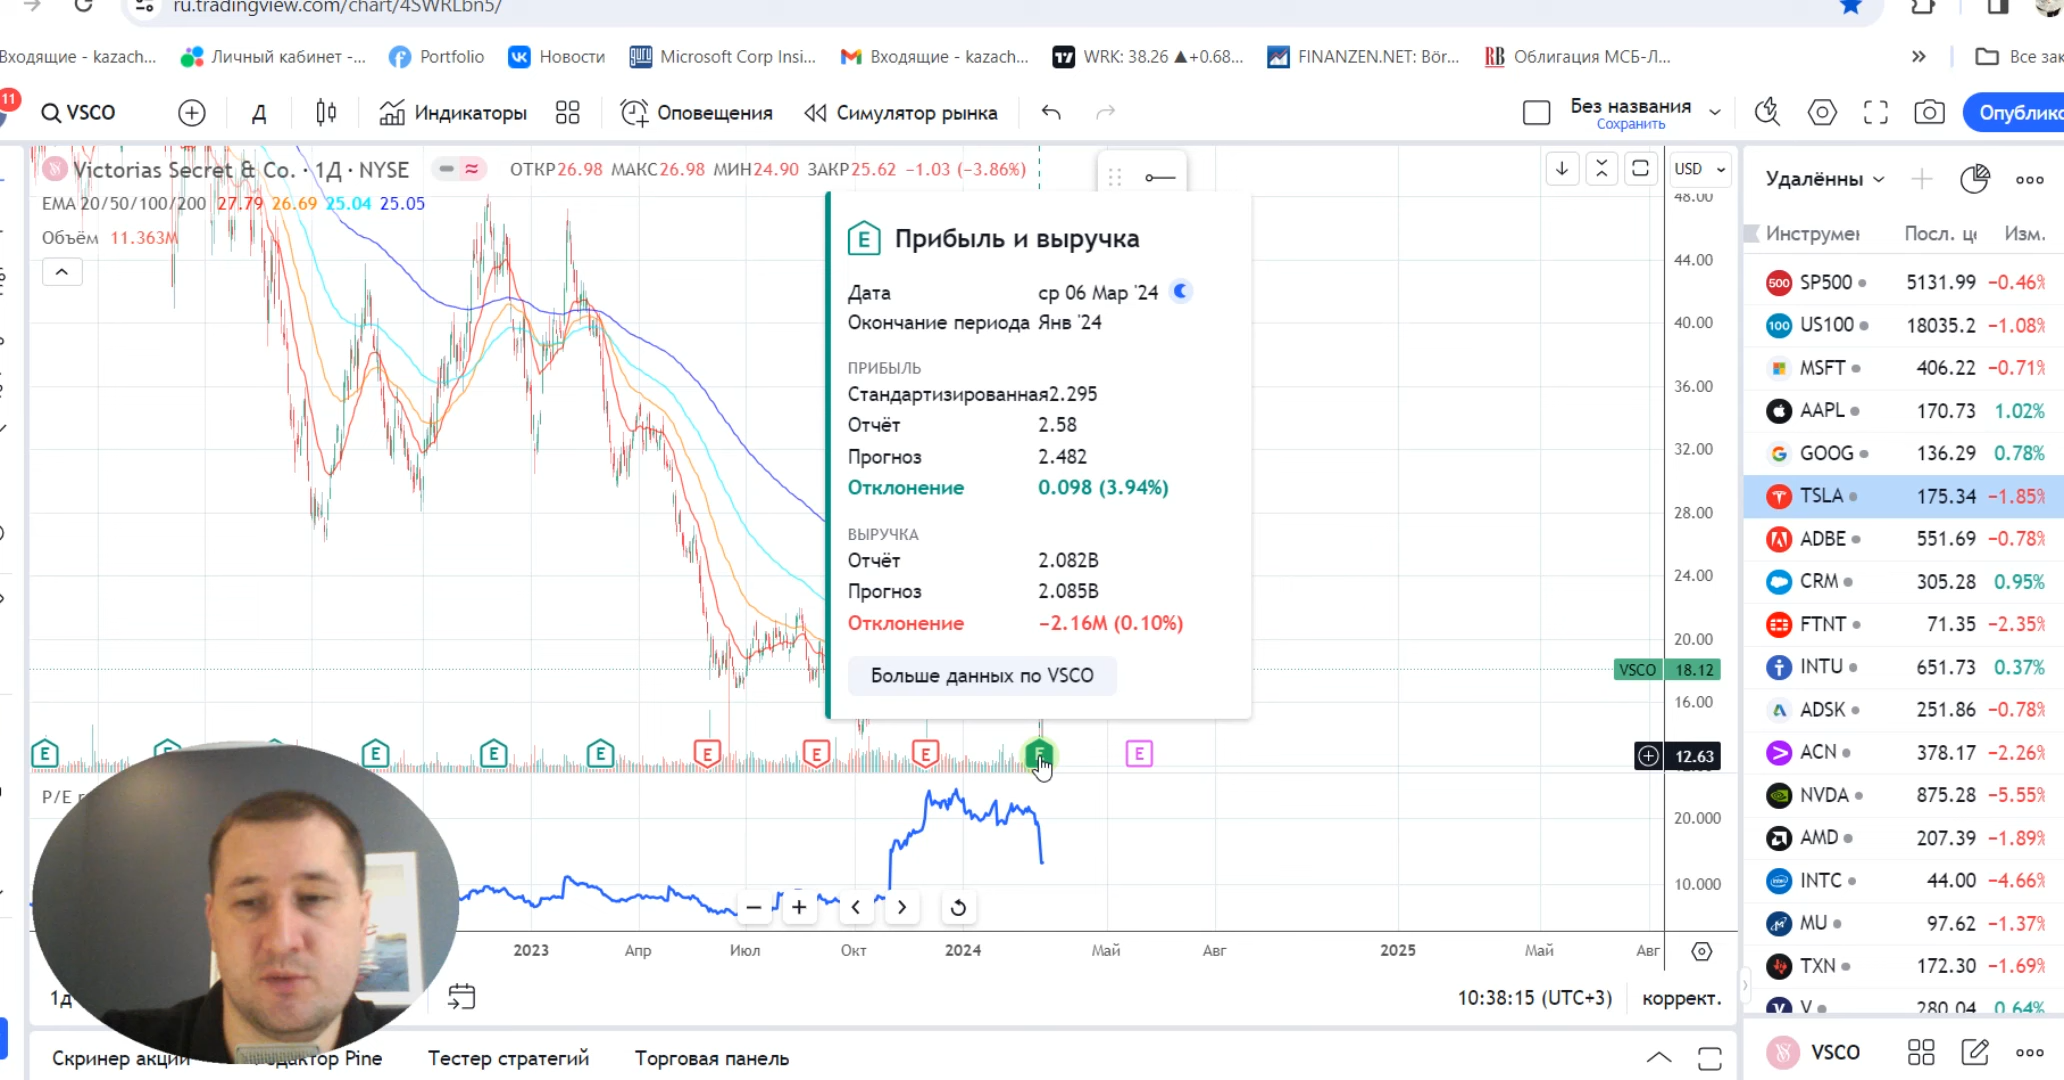 ru.tradingview.com/chart/4SWRLbn5/
Входящие - kazach...
Личный кабинет -...
Portfolio
Новости
Microsoft Corp Insi...
Входящие - kazach...
WRK: 38.26 ▲+0.68...
FINANZEN.NET: Bör...
Облигация МСБ-Л...
»
Все зак
11
VSCO
Д
Индикаторы
Оповещения
Симулятор рынка
Без названия
Сохранить
Опублико
Victorias Secret & Co. · 1Д · NYSE
ОТКР26.98 МАКС26.98 МИН24.90 ЗАКР25.62 −1.03 (−3.86%)
EMA 20/50/100/200 27.79 26.69 25.04 25.05
Объём 11.363M
USD
48.00
44.00
40.00
36.00
32.00
28.00
24.00
20.00
VSCO 18.12
16.00
12.63
20.000
10.000
E Прибыль и выручка
Дата ср 06 Мар '24
Окончание периода Янв '24
ПРИБЫЛЬ
Стандартизированная2.295
Отчёт 2.58
Прогноз 2.482
Отклонение 0.098 (3.94%)
ВЫРУЧКА
Отчёт 2.082B
Прогноз 2.085B
Отклонение −2.16M (0.10%)
Больше данных по VSCO
E E E E E E E E E E
P/E
2023 Апр Июл Окт 2024 Май Авг 2025 Май Авг
1д
10:38:15 (UTC+3)
коррект.
Скринер акций
Pine
Тестер стратегий
Торговая панель
Удалённы
Инструмен Посл. це Изм.
500 SP500 5131.99 −0.46%
100 US100 18035.2 −1.08%
MSFT 406.22 −0.71%
AAPL 170.73 1.02%
GOOG 136.29 0.78%
TSLA 175.34 −1.85%
ADBE 551.69 −0.78%
CRM 305.28 0.95%
FTNT 71.35 −2.35%
INTU 651.73 0.37%
ADSK 251.86 −0.78%
ACN 378.17 −2.26%
NVDA 875.28 −5.55%
AMD 207.39 −1.89%
INTC 44.00 −4.66%
MU 97.62 −1.37%
TXN 172.30 −1.69%
V 280.04 0.64%
VSCO